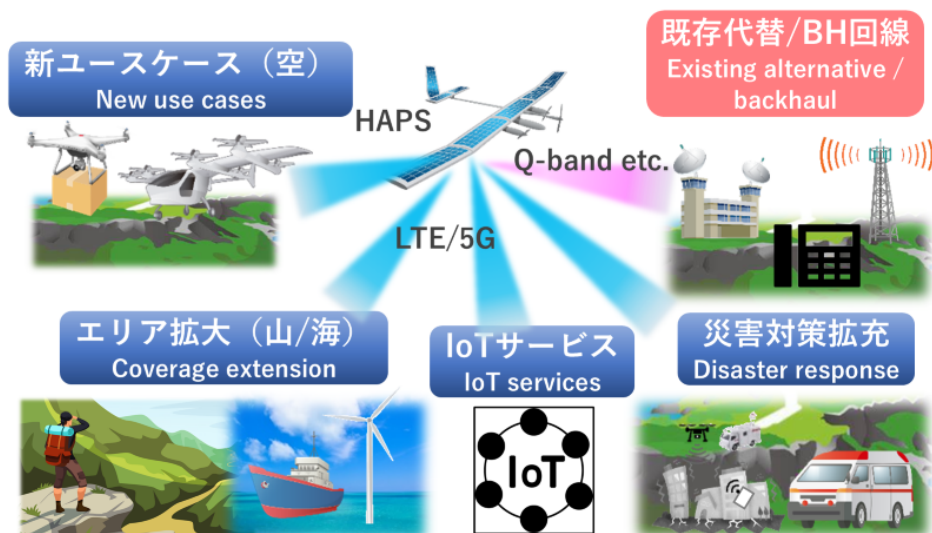 新ユースケース（空）
New use cases
HAPS
既存代替/BH回線
Existing alternative /
backhaul
Q-band etc.
LTE/5G
エリア拡大（山/海）
Coverage extension
IoTサービス
IoT services
災害対策拡充
Disaster response
IoT